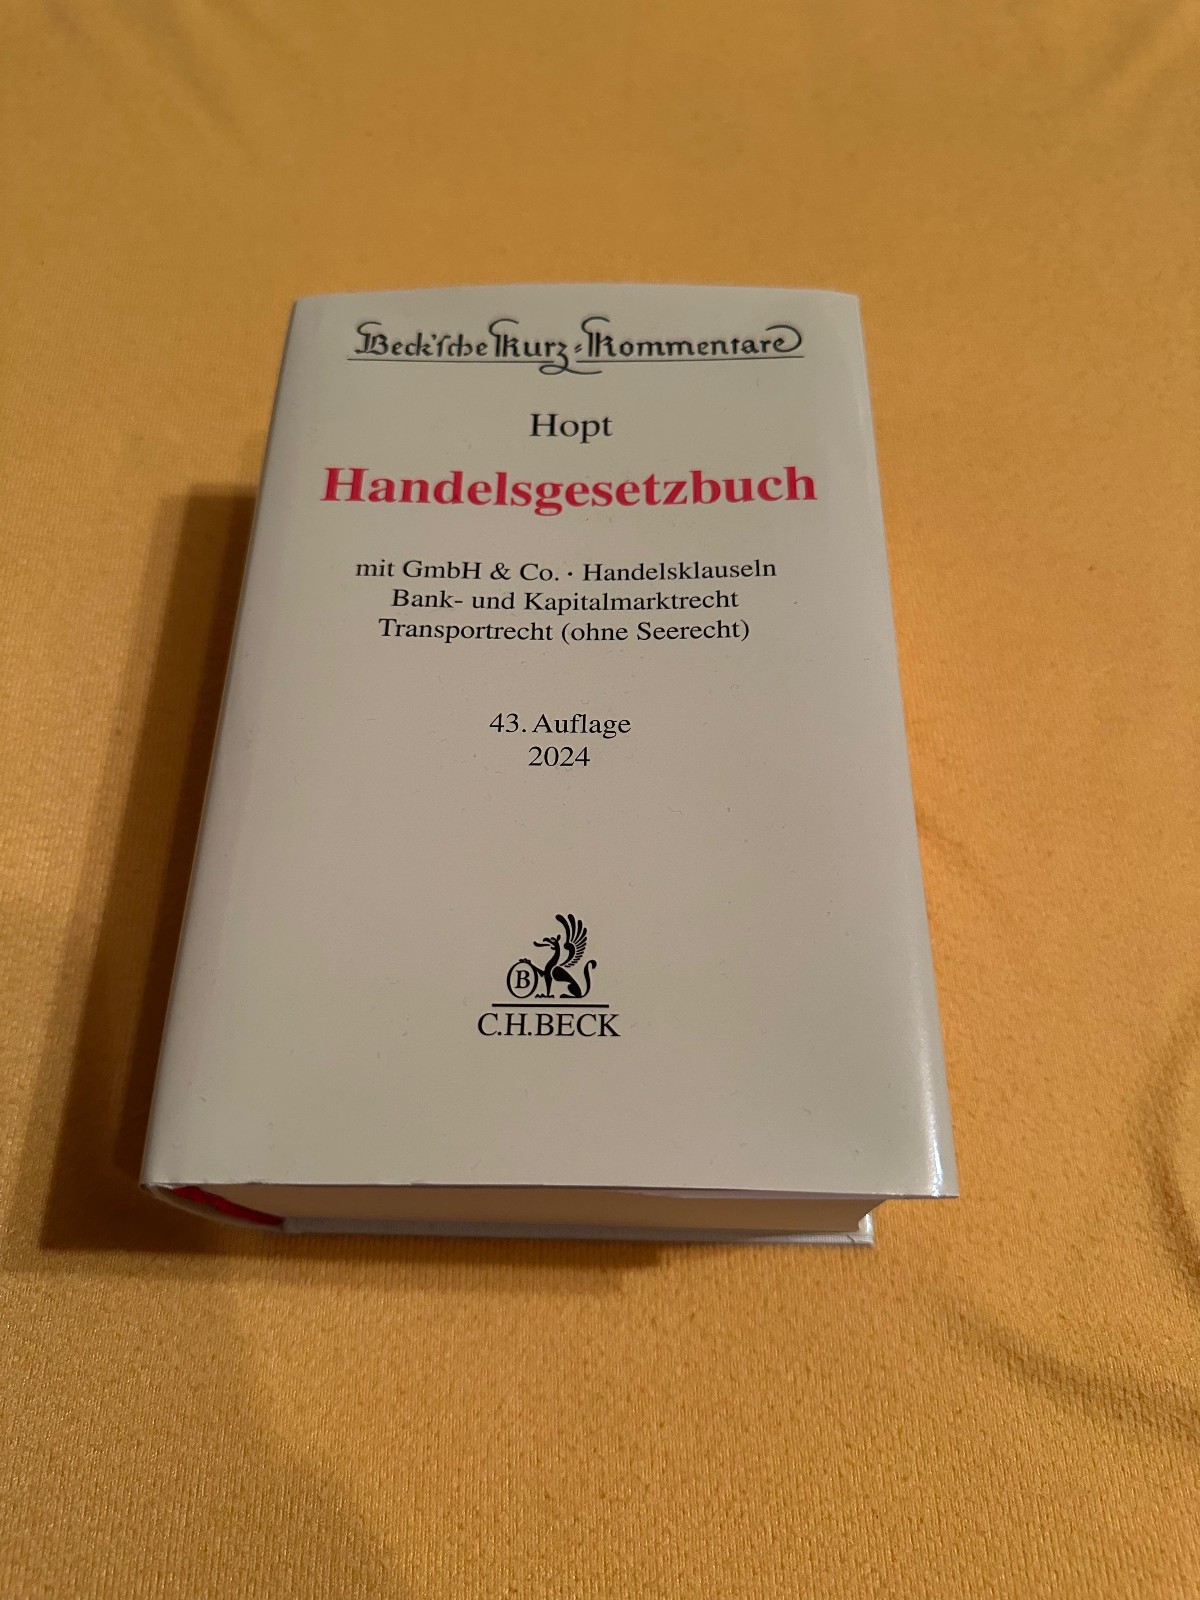 Beck'sche Kurz-Kommentare
Hopt
Handelsgesetzbuch
mit GmbH & Co. · Handelsklauseln
Bank- und Kapitalmarktrecht
Transportrecht (ohne Seerecht)
43. Auflage
2024
B
C.H.BECK